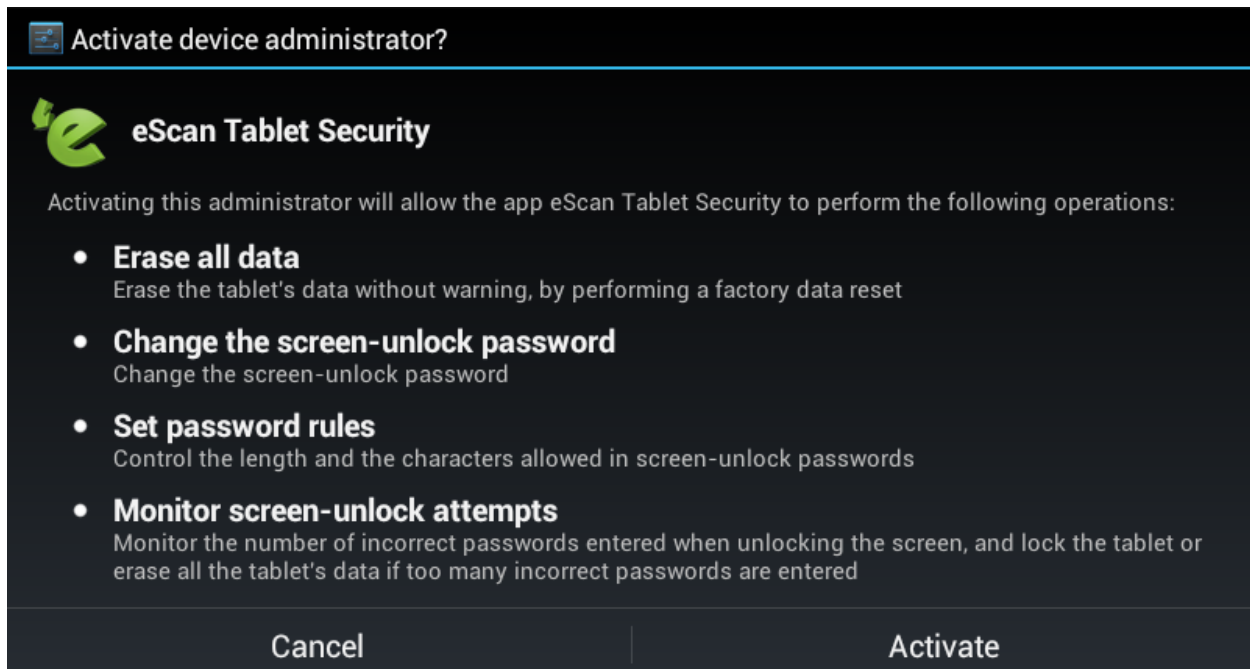 Activate device administrator?
eScan Tablet Security
Activating this administrator will allow the app eScan Tablet Security to perform the following operations:
Erase all data
Erase the tablet's data without warning, by performing a factory data reset
Change the screen-unlock password
Change the screen-unlock password
Set password rules
Control the length and the characters allowed in screen-unlock passwords
Monitor screen-unlock attempts
Monitor the number of incorrect passwords entered when unlocking the screen, and lock the tablet or
erase all the tablet's data if too many incorrect passwords are entered
Cancel Activate